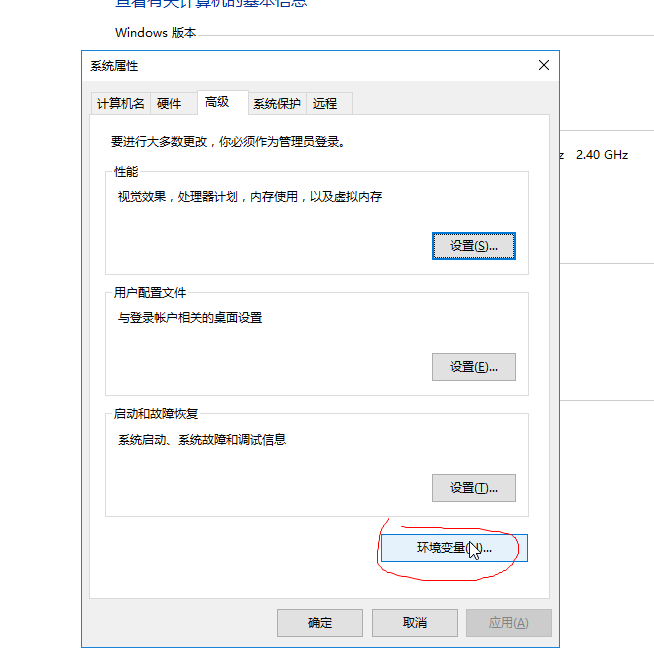 查看有关计算机的基本信息
Windows 版本
系统属性
计算机名 硬件 高级 系统保护 远程
要进行大多数更改，你必须作为管理员登录。
z 2.40 GHz
性能
视觉效果，处理器计划，内存使用，以及虚拟内存
设置(S)...
用户配置文件
与登录帐户相关的桌面设置
设置(E)...
启动和故障恢复
系统启动、系统故障和调试信息
设置(T)...
环境变量(N)...
确定 取消 应用(A)